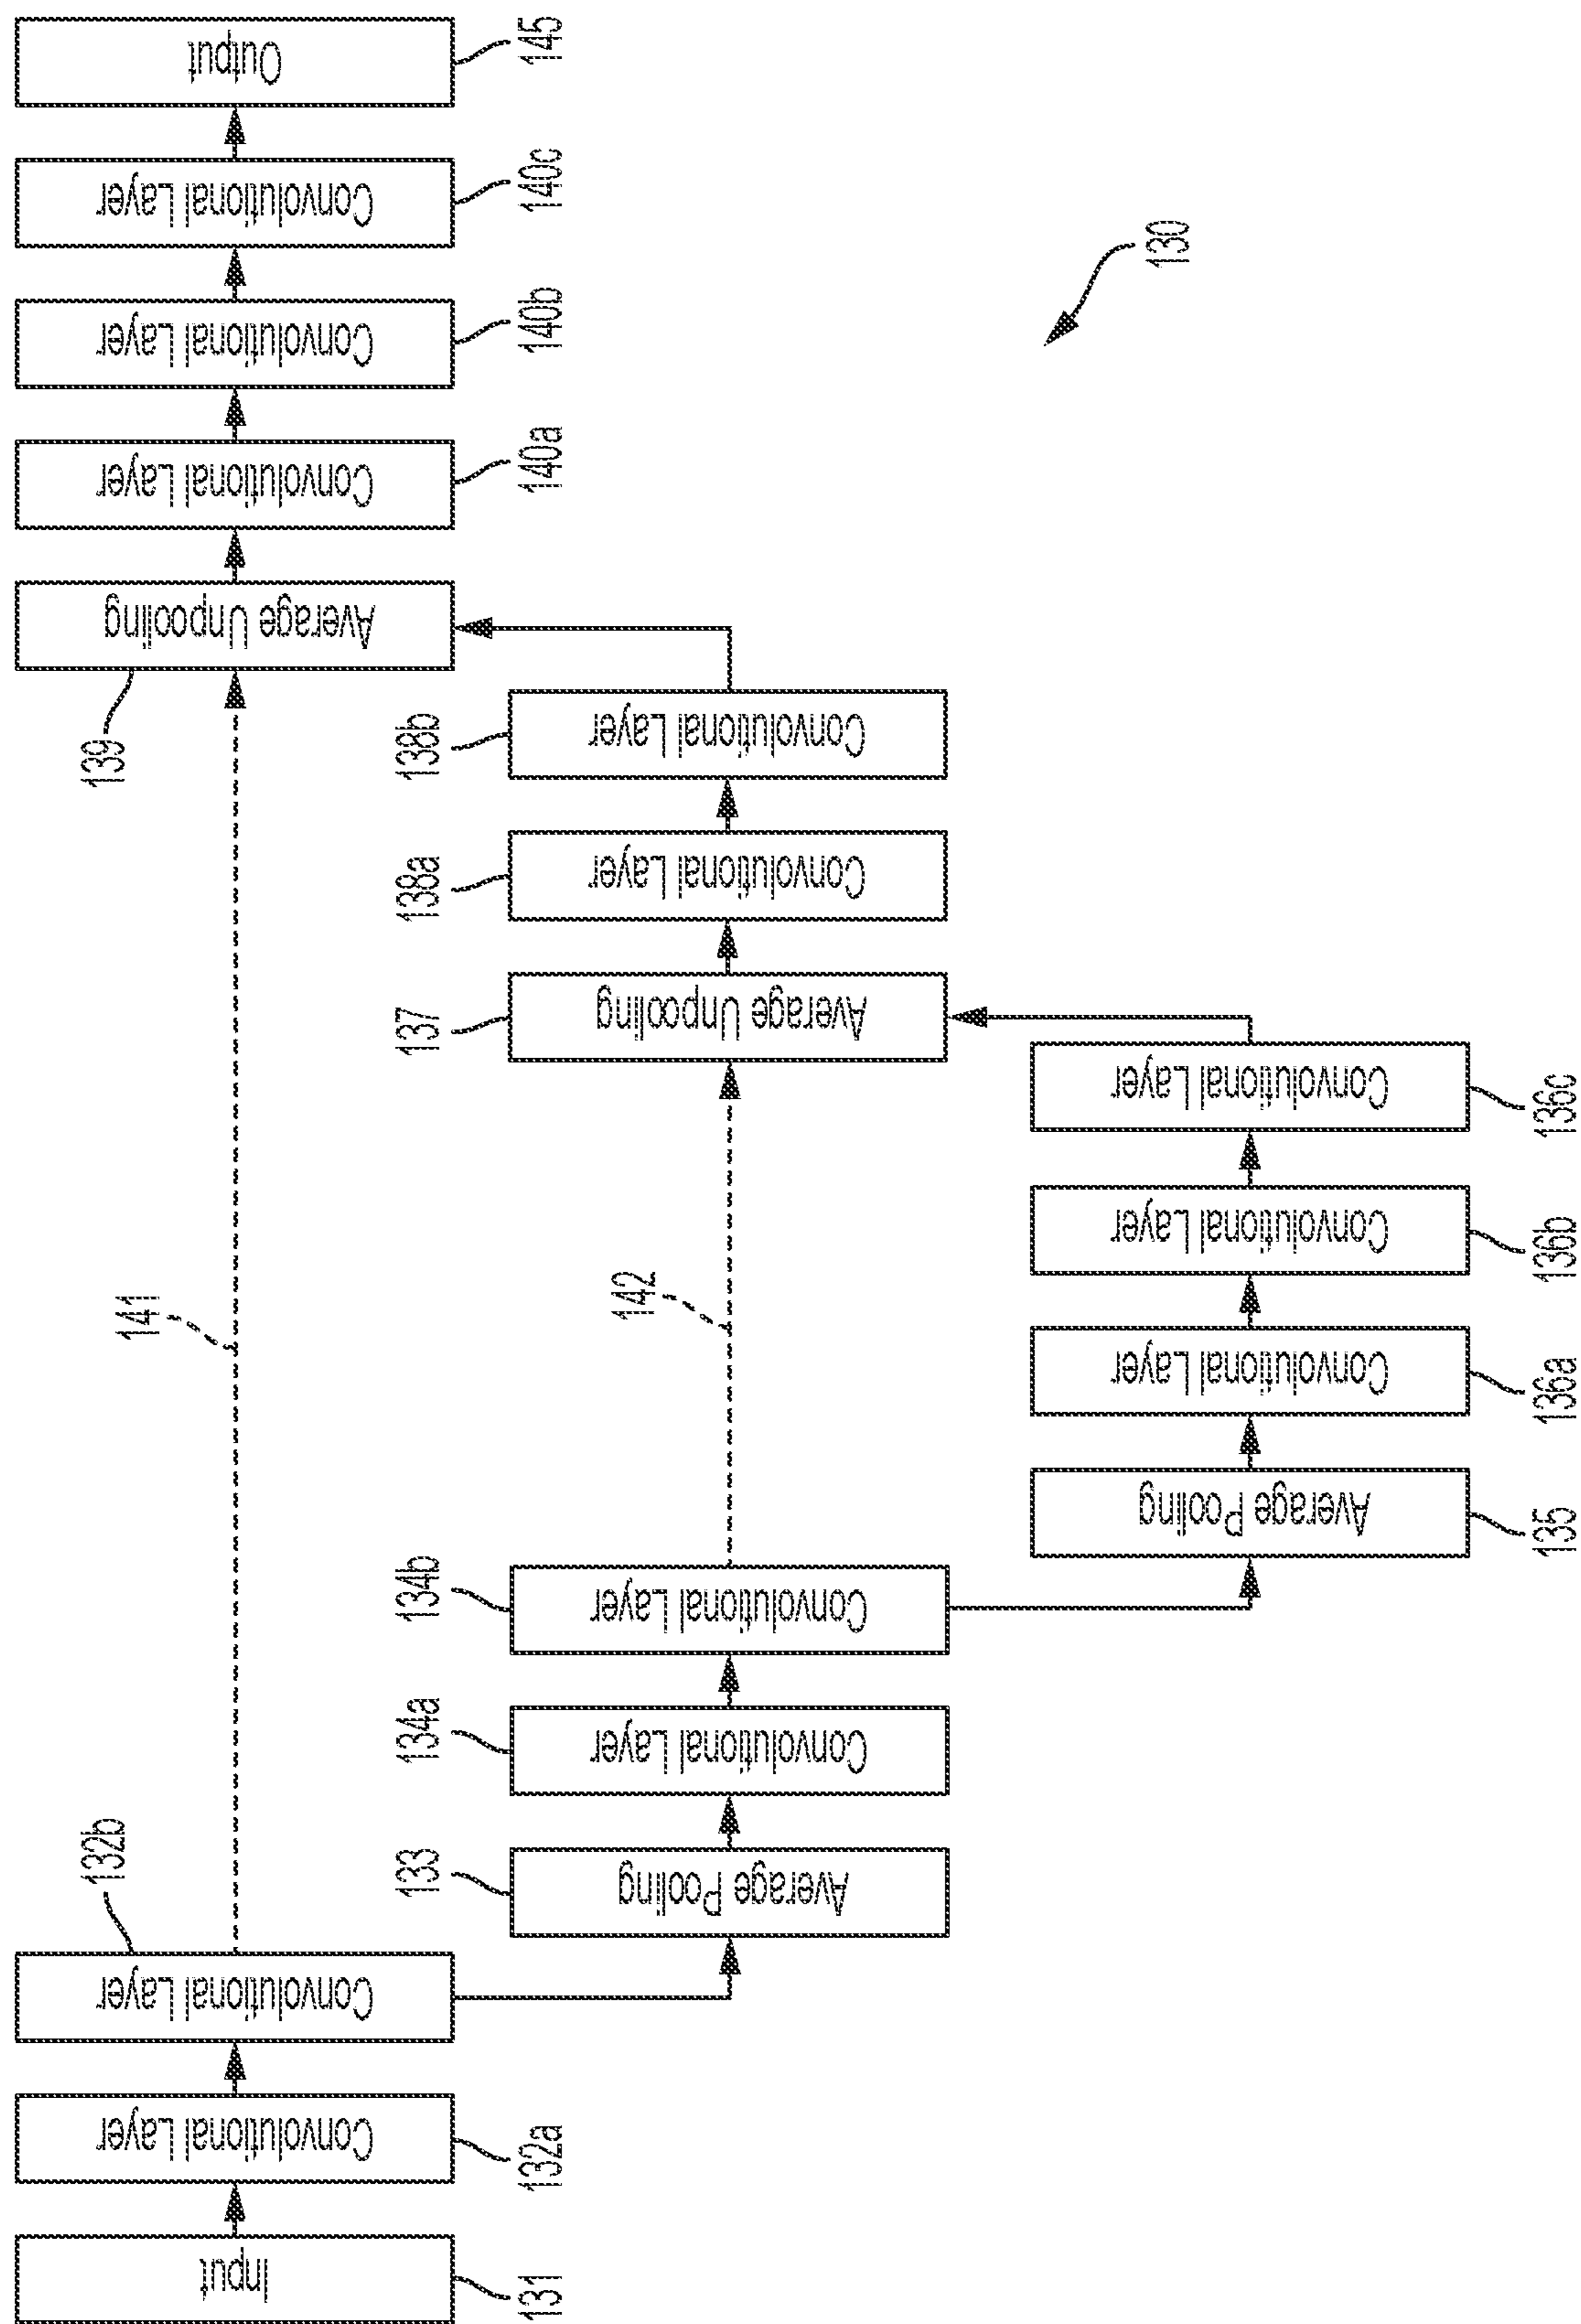 Input
131
Convolutional Layer
132a
Convolutional Layer
132b
Average Pooling
133
Convolutional Layer
134a
Convolutional Layer
134b
Average Pooling
135
Convolutional Layer
136a
Convolutional Layer
136b
Convolutional Layer
136c
Average Unpooling
137
Convolutional Layer
138a
Convolutional Layer
138b
Average Unpooling
139
Convolutional Layer
140a
Convolutional Layer
140b
Convolutional Layer
140c
Output
145
141
142
130